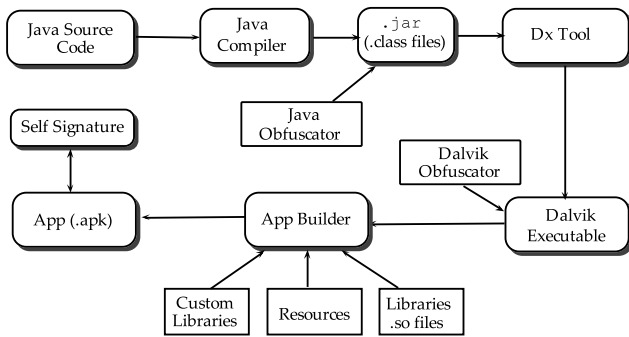 Java Source
Code
Java
Compiler
.jar
(.class files)
Dx Tool
Java
Obfuscator
Self Signature
Dalvik
Obfuscator
App (.apk)
App Builder
Dalvik
Executable
Custom
Libraries
Resources
Libraries
.so files